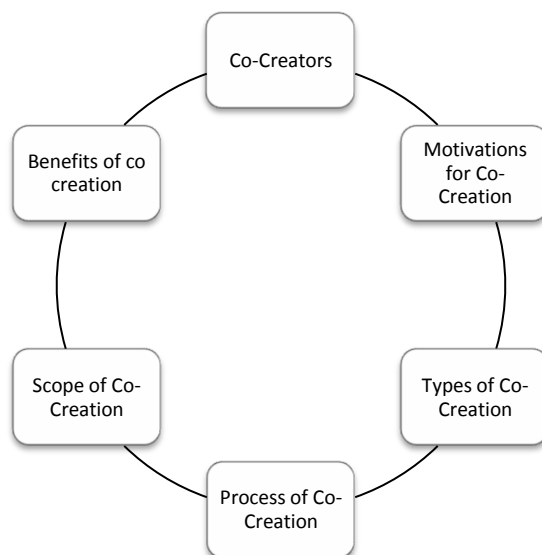 Co-Creators
Motivations
for Co-
Creation
Types of Co-
Creation
Process of Co-
Creation
Scope of Co-
Creation
Benefits of co
creation